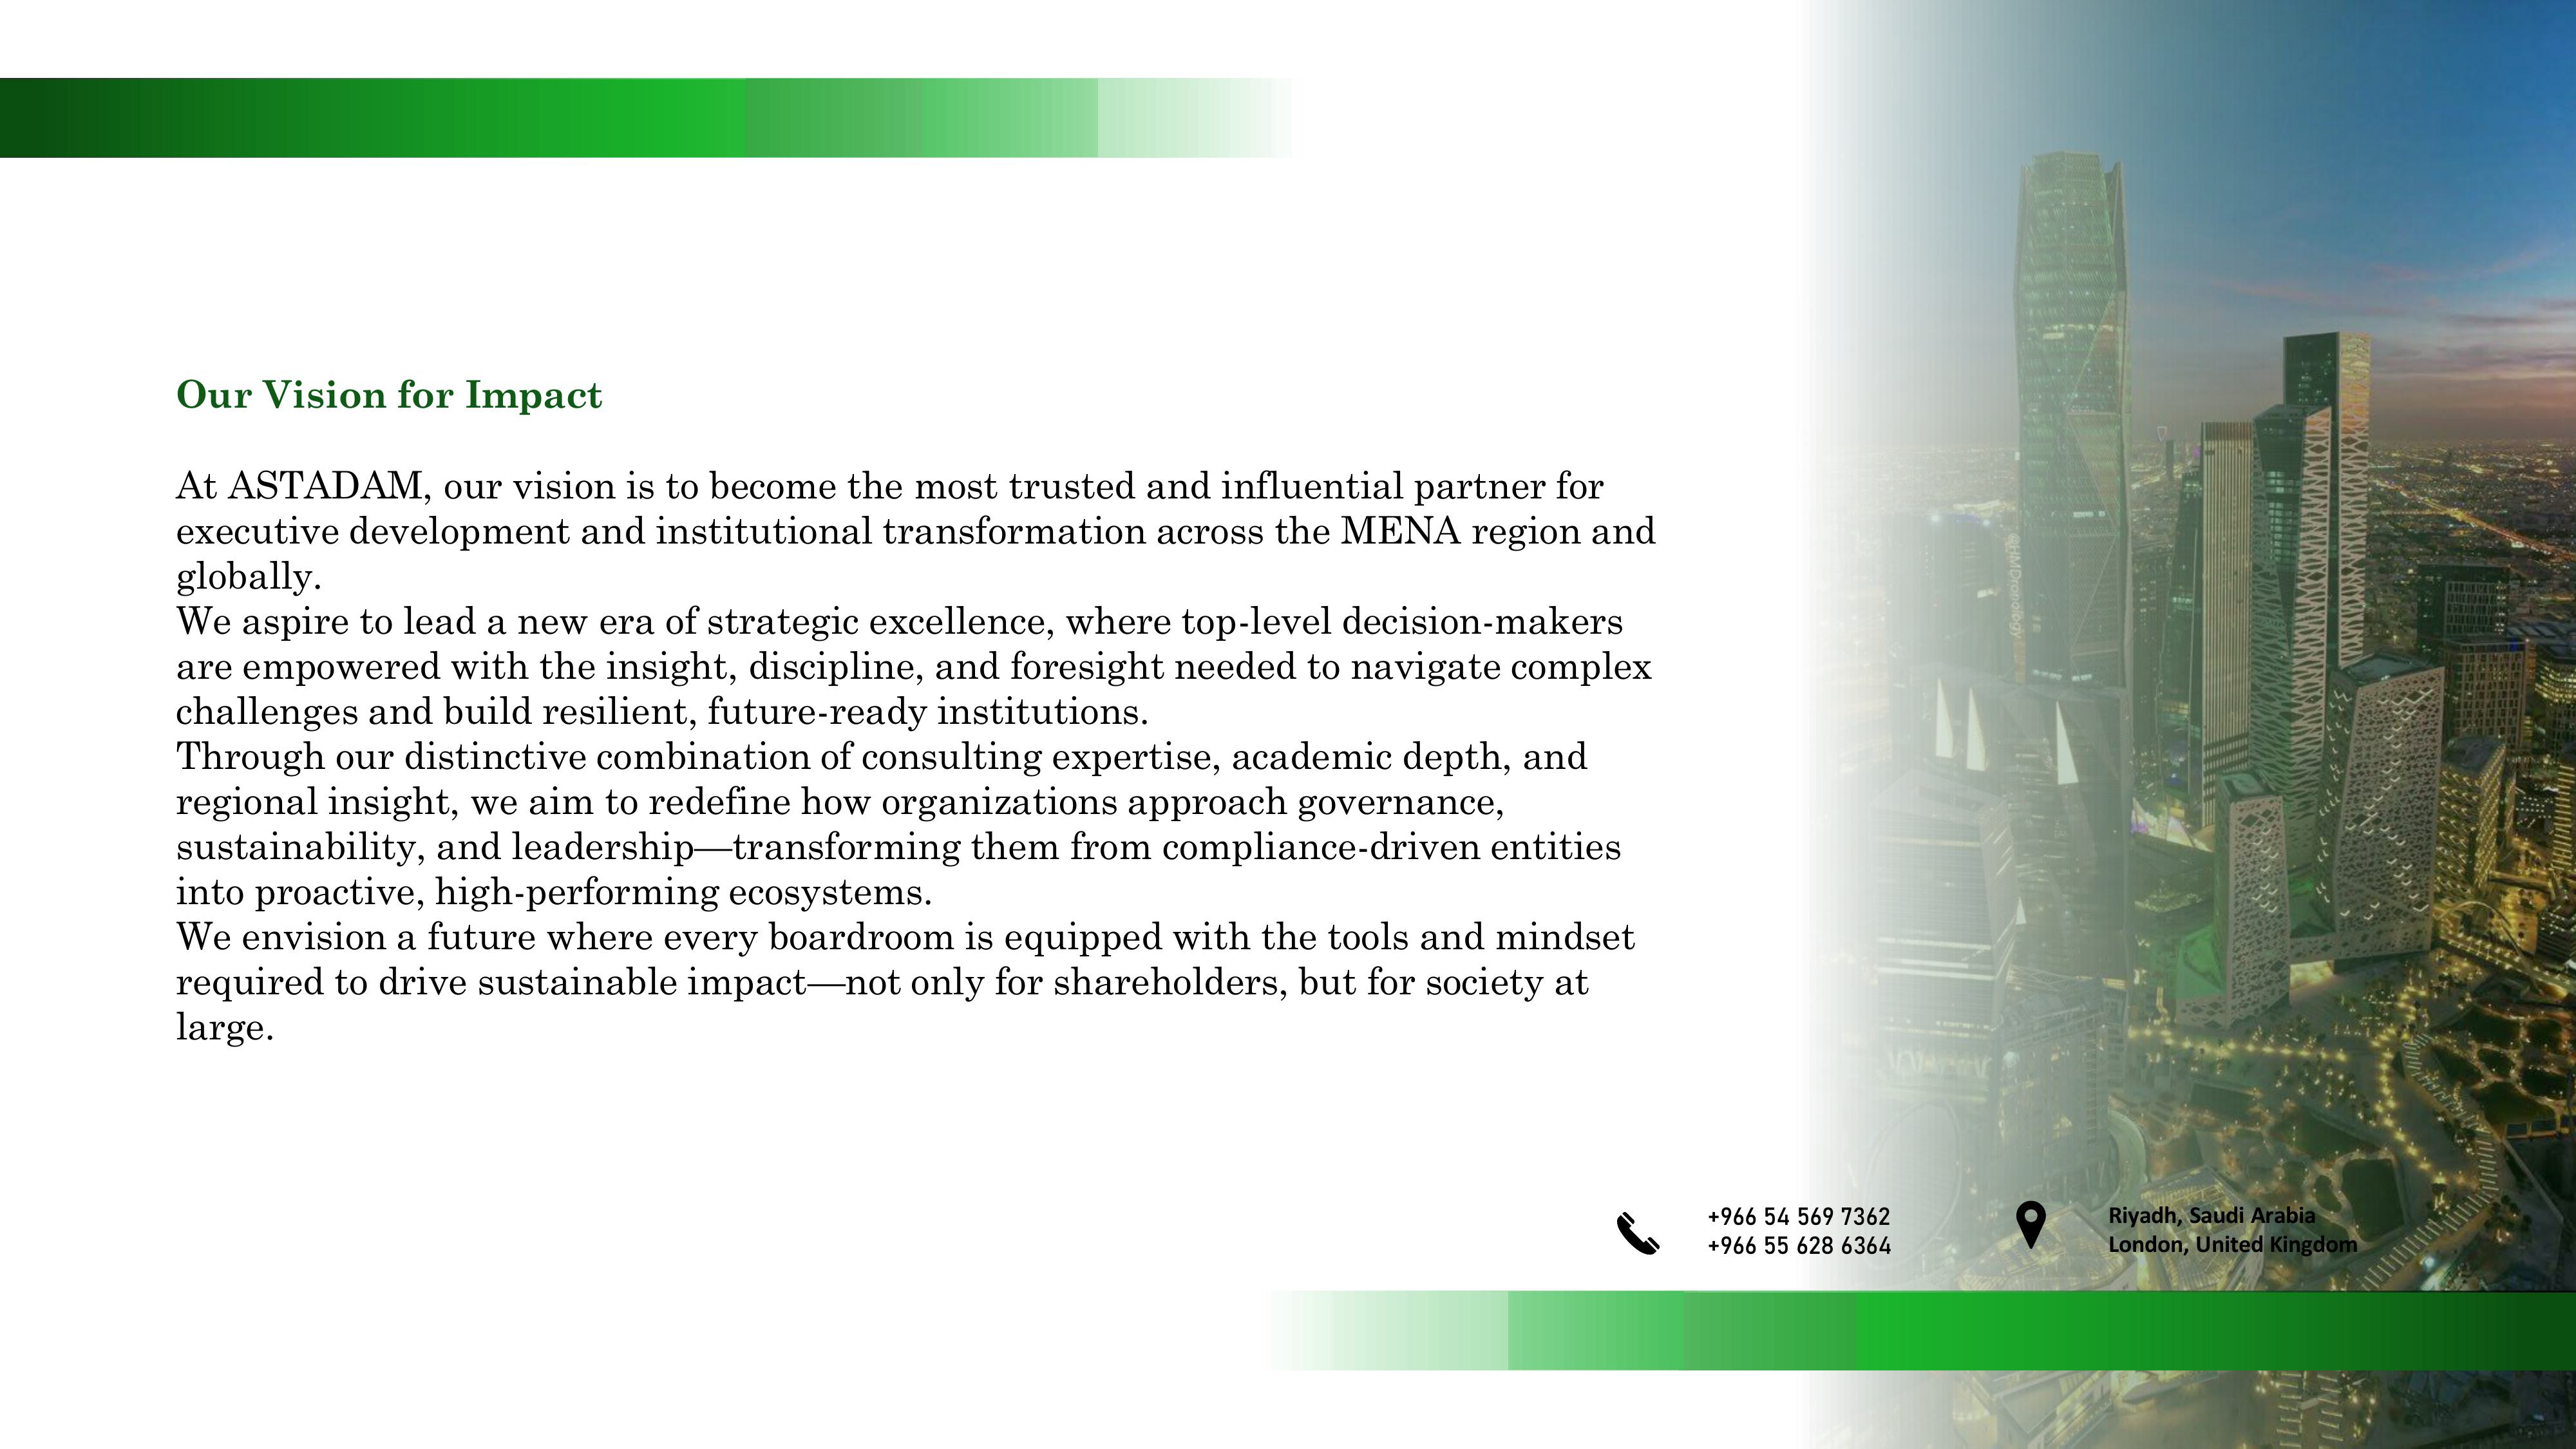 Our Vision for Impact
At ASTADAM, our vision is to become the most trusted and influential partner for
executive development and institutional transformation across the MENA region and
globally.
We aspire to lead a new era of strategic excellence, where top-level decision-makers
are empowered with the insight, discipline, and foresight needed to navigate complex
challenges and build resilient, future-ready institutions.
Through our distinctive combination of consulting expertise, academic depth, and
regional insight, we aim to redefine how organizations approach governance,
sustainability, and leadership—transforming them from compliance-driven entities
into proactive, high-performing ecosystems.
We envision a future where every boardroom is equipped with the tools and mindset
required to drive sustainable impact—not only for shareholders, but for society at
large.
+966 54 569 7362
+966 55 628 6364
Riyadh, Saudi Arabia
London, United Kingdom